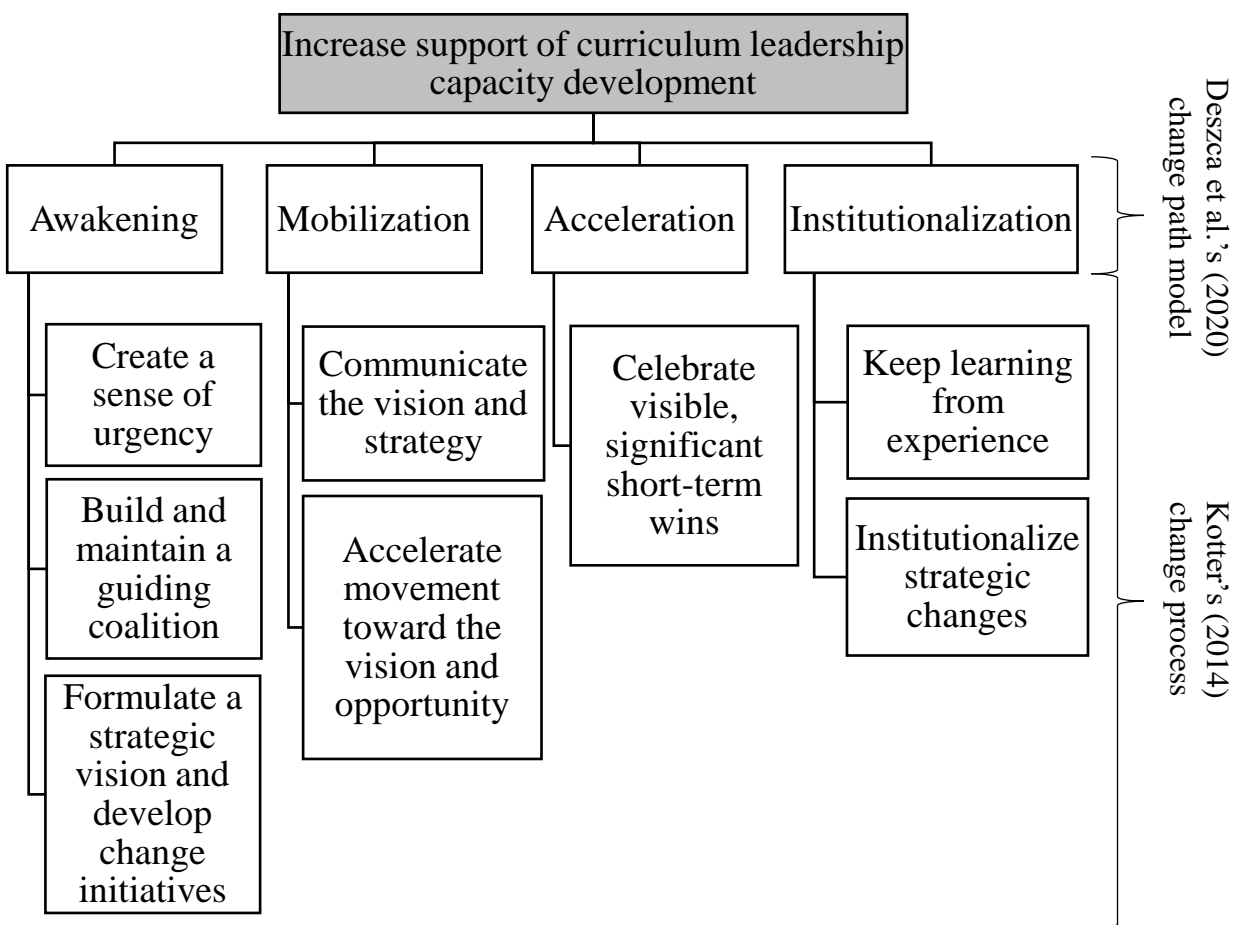 Increase support of curriculum leadership
capacity development
Awakening
Mobilization
Acceleration
Institutionalization
Create a
sense of
urgency
Build and
maintain a
guiding
coalition
Formulate a
strategic
vision and
develop
change
initiatives
Communicate
the vision and
strategy
Accelerate
movement
toward the
vision and
opportunity
Celebrate
visible,
significant
short-term
wins
Keep learning
from
experience
Institutionalize
strategic
changes
Deszca et al.’s (2020)
change path model
Kotter’s (2014)
change process